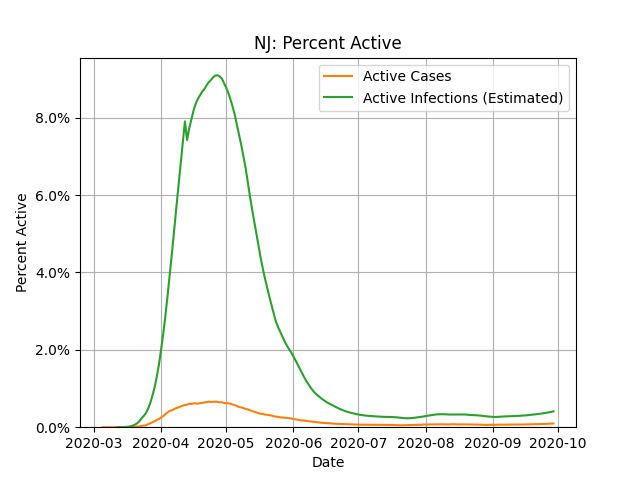 NJ: Percent Active
Active Cases
Active Infections (Estimated)
Percent Active
8.0%
6.0%
4.0%
2.0%
0.0%
2020-03 2020-04 2020-05 2020-06 2020-07 2020-08 2020-09 2020-10
Date